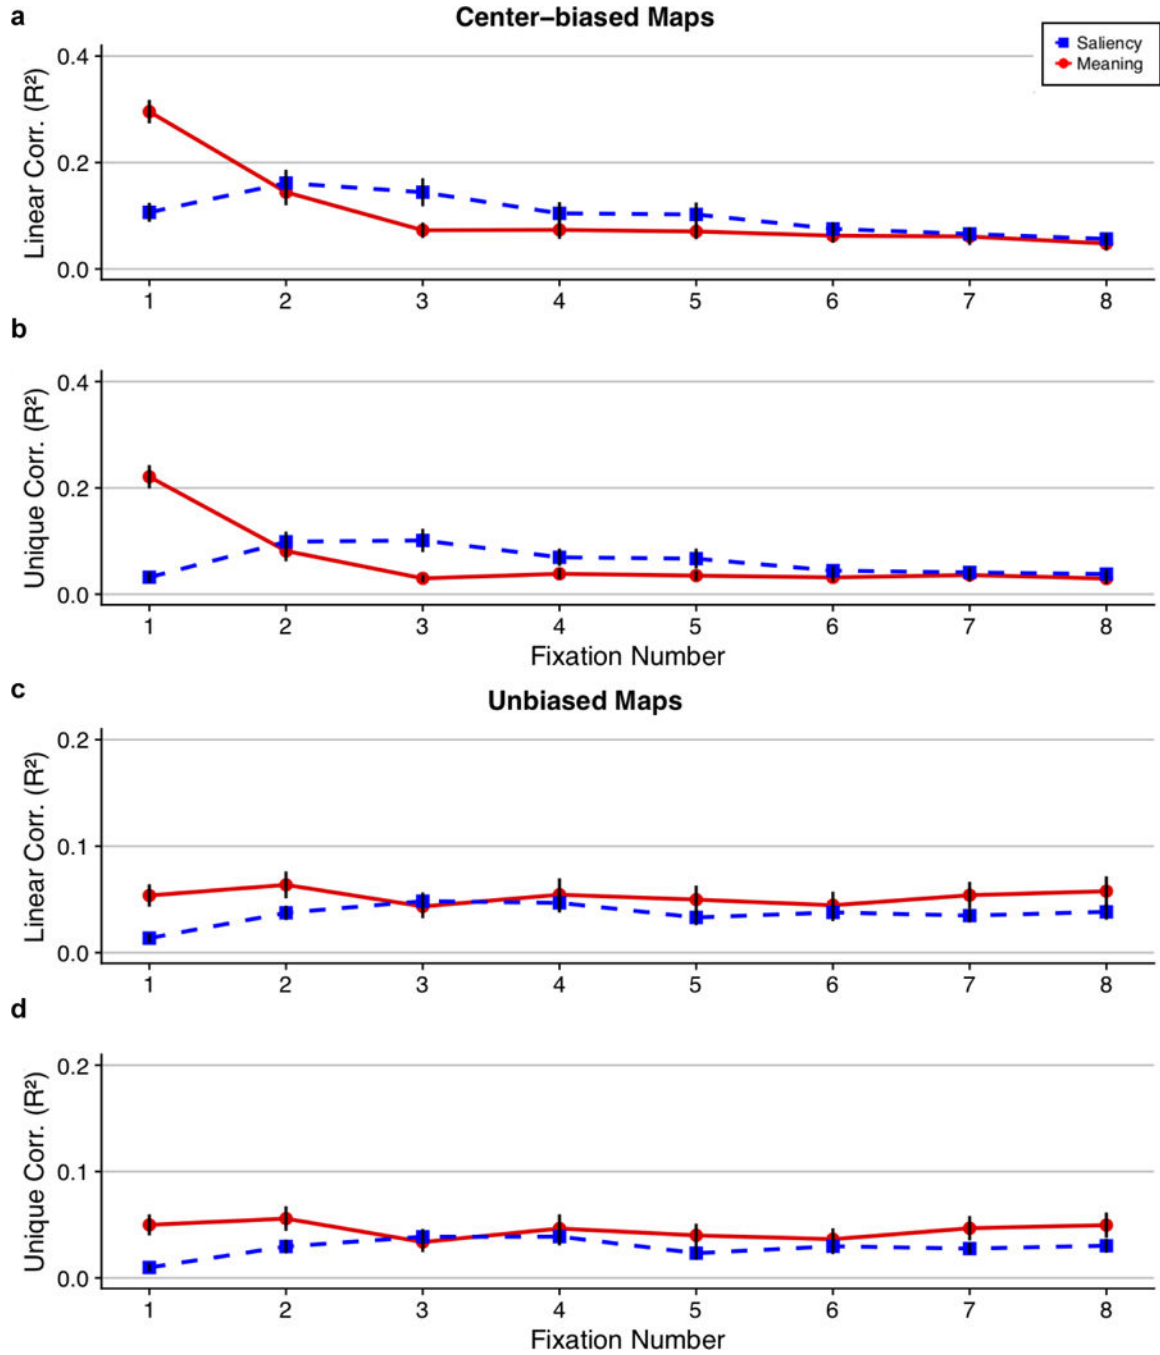 a
Center–biased Maps
Saliency
Meaning
Linear Corr. (R²)
0.4
0.2
0.0
1 2 3 4 5 6 7 8
b
Unique Corr. (R²)
0.4
0.2
0.0
1 2 3 4 5 6 7 8
Fixation Number
c
Unbiased Maps
Linear Corr. (R²)
0.2
0.1
0.0
1 2 3 4 5 6 7 8
d
Unique Corr. (R²)
0.2
0.1
0.0
1 2 3 4 5 6 7 8
Fixation Number